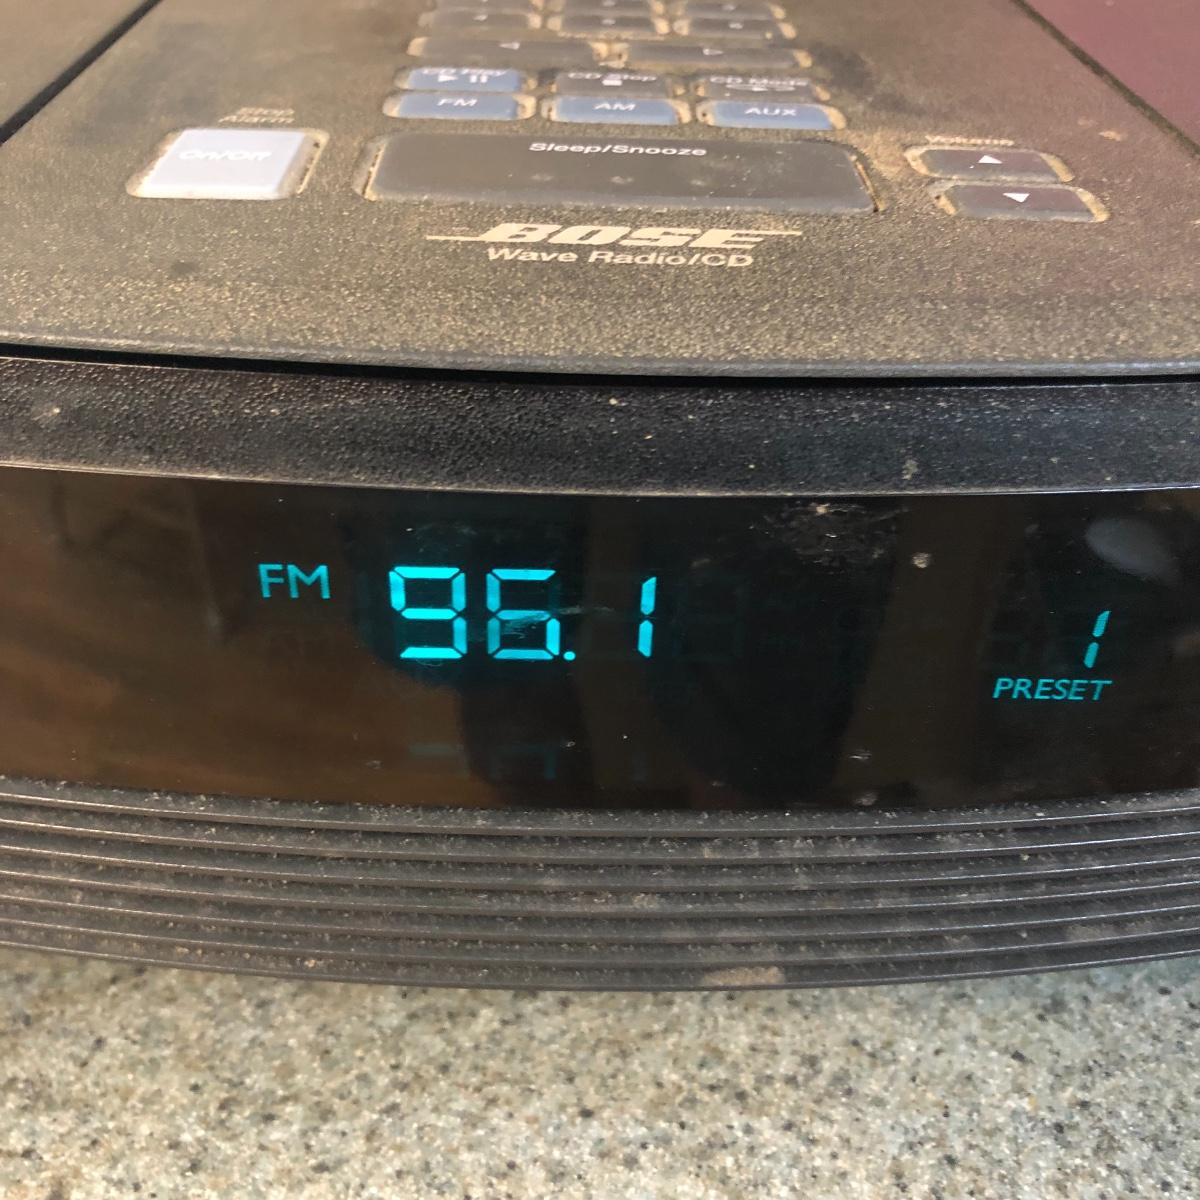 CD Play CD Stop CD Mode
FM AM AUX
Stop
Alarm
On/Off
Sleep/Snooze
Volume
BOSE
Wave Radio/CD
FM 96.1 1
PRESET